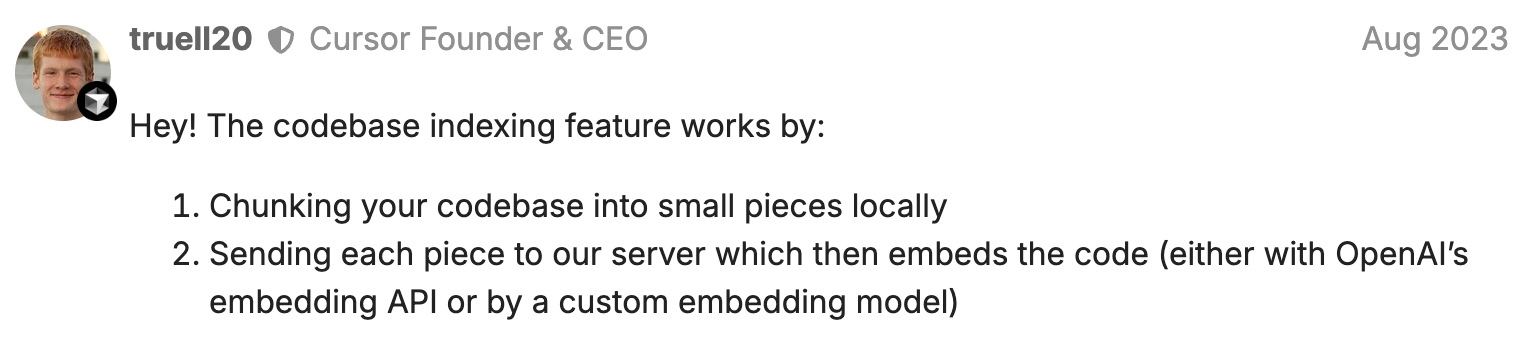 truell20 Cursor Founder & CEO Aug 2023
Hey! The codebase indexing feature works by:
1. Chunking your codebase into small pieces locally
2. Sending each piece to our server which then embeds the code (either with OpenAI’s
embedding API or by a custom embedding model)